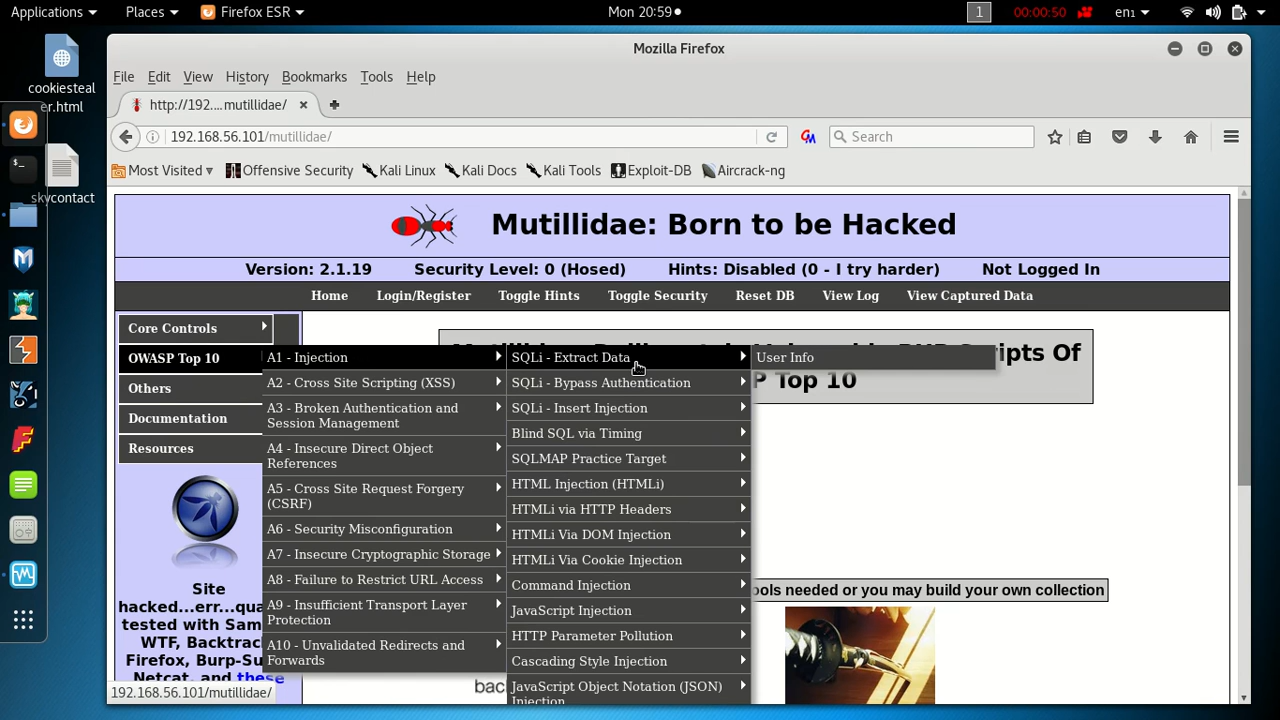 Applications Places Firefox ESR Mon 20:59 1 00:00:50 en1
cookiesteal
er.html
skycontact
Mozilla Firefox
File Edit View History Bookmarks Tools Help
http://192....mutillidae/
192.168.56.101/mutillidae/ Search
Most Visited Offensive Security Kali Linux Kali Docs Kali Tools Exploit-DB Aircrack-ng
Mutillidae: Born to be Hacked
Version: 2.1.19 Security Level: 0 (Hosed) Hints: Disabled (0 - I try harder) Not Logged In
Home Login/Register Toggle Hints Toggle Security Reset DB View Log View Captured Data
Core Controls
OWASP Top 10
Others
Documentation
Resources
A1 - Injection
A2 - Cross Site Scripting (XSS)
A3 - Broken Authentication and
Session Management
A4 - Insecure Direct Object
References
A5 - Cross Site Request Forgery
(CSRF)
A6 - Security Misconfiguration
A7 - Insecure Cryptographic Storage
A8 - Failure to Restrict URL Access
A9 - Insufficient Transport Layer
Protection
A10 - Unvalidated Redirects and
Forwards
SQLi - Extract Data
SQLi - Bypass Authentication
SQLi - Insert Injection
Blind SQL via Timing
SQLMAP Practice Target
HTML Injection (HTMLi)
HTMLi via HTTP Headers
HTMLi Via DOM Injection
HTMLi Via Cookie Injection
Command Injection
JavaScript Injection
HTTP Parameter Pollution
Cascading Style Injection
JavaScript Object Notation (JSON)
Injection
User Info
Scripts Of
P Top 10
ools needed or you may build your own collection
Site
hacked...err...qua
tested with Sam
WTF, Backtrac
Firefox, Burp-Su
Netcat, and these
bac
192.168.56.101/mutillidae/